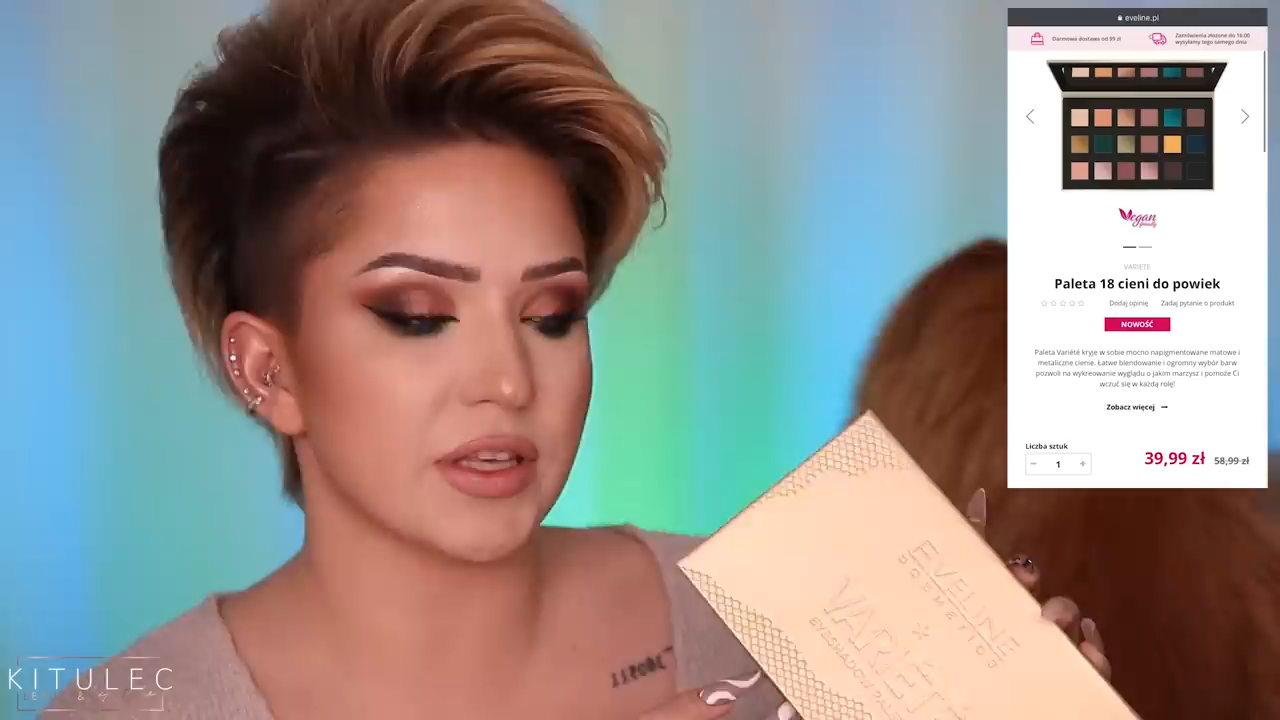 eveline.pl
Darmowa dostawa od 99 zł
Zamówienia złożone do 16:00
wysyłamy tego samego dnia
Vegan
VARIETE
Paleta 18 cieni do powiek
Dodaj opinię Zadaj pytanie o produkt
NOWOŚĆ
Paleta Variété kryje w sobie mocno napigmentowane matowe i
metaliczne cienie. Łatwe blendowanie i ogromny wybór barw
pozwoli na wykreowanie wyglądu o jakim marzysz i pomoże Ci
wczuć się w każdą rolę!
Zobacz więcej →
Liczba sztuk
− 1 +
39,99 zł 58,99 zł
EVELINE
COSMETICS
VARIÉTÉ
EYESHADOW
KITULEC